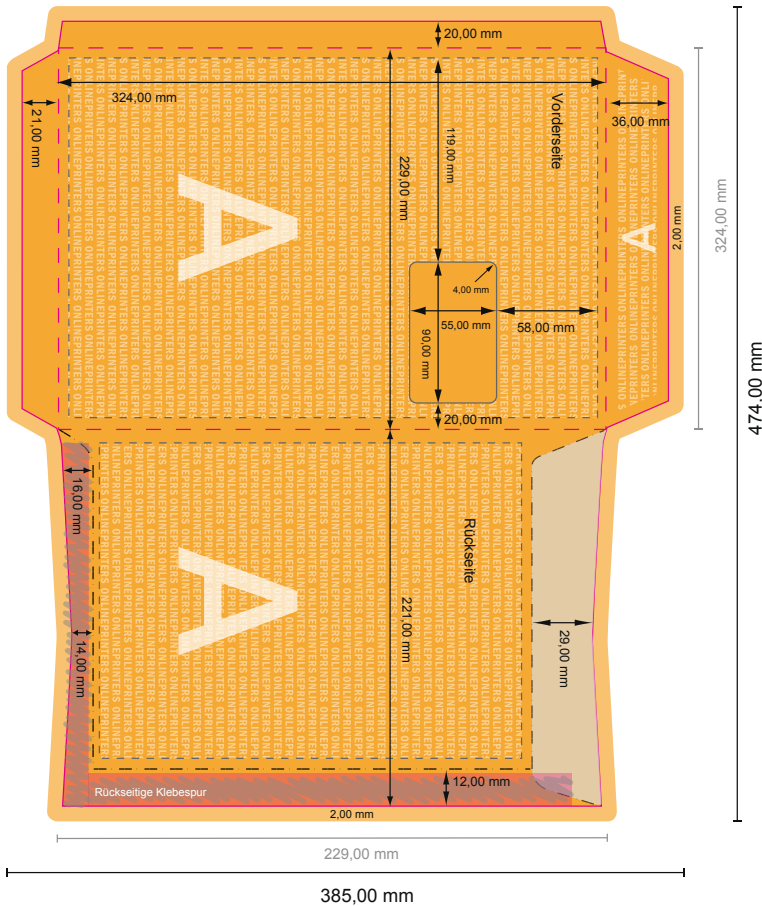 20,00 mm
324,00 mm
21,00 mm
119,00 mm
Vorderseite
36,00 mm
229,00 mm
A
A
2,00 mm
324,00 mm
4,00 mm
55,00 mm
58,00 mm
90,00 mm
20,00 mm
474.00 mm
16,00 mm
Rückseite
A
221,00 mm
14,00 mm
29,00 mm
12,00 mm
Rückseitige Klebespur
2,00 mm
229,00 mm
385,00 mm
ONLINEPRINTERS ONLINEPRINTERS ONLINEPRINTERS